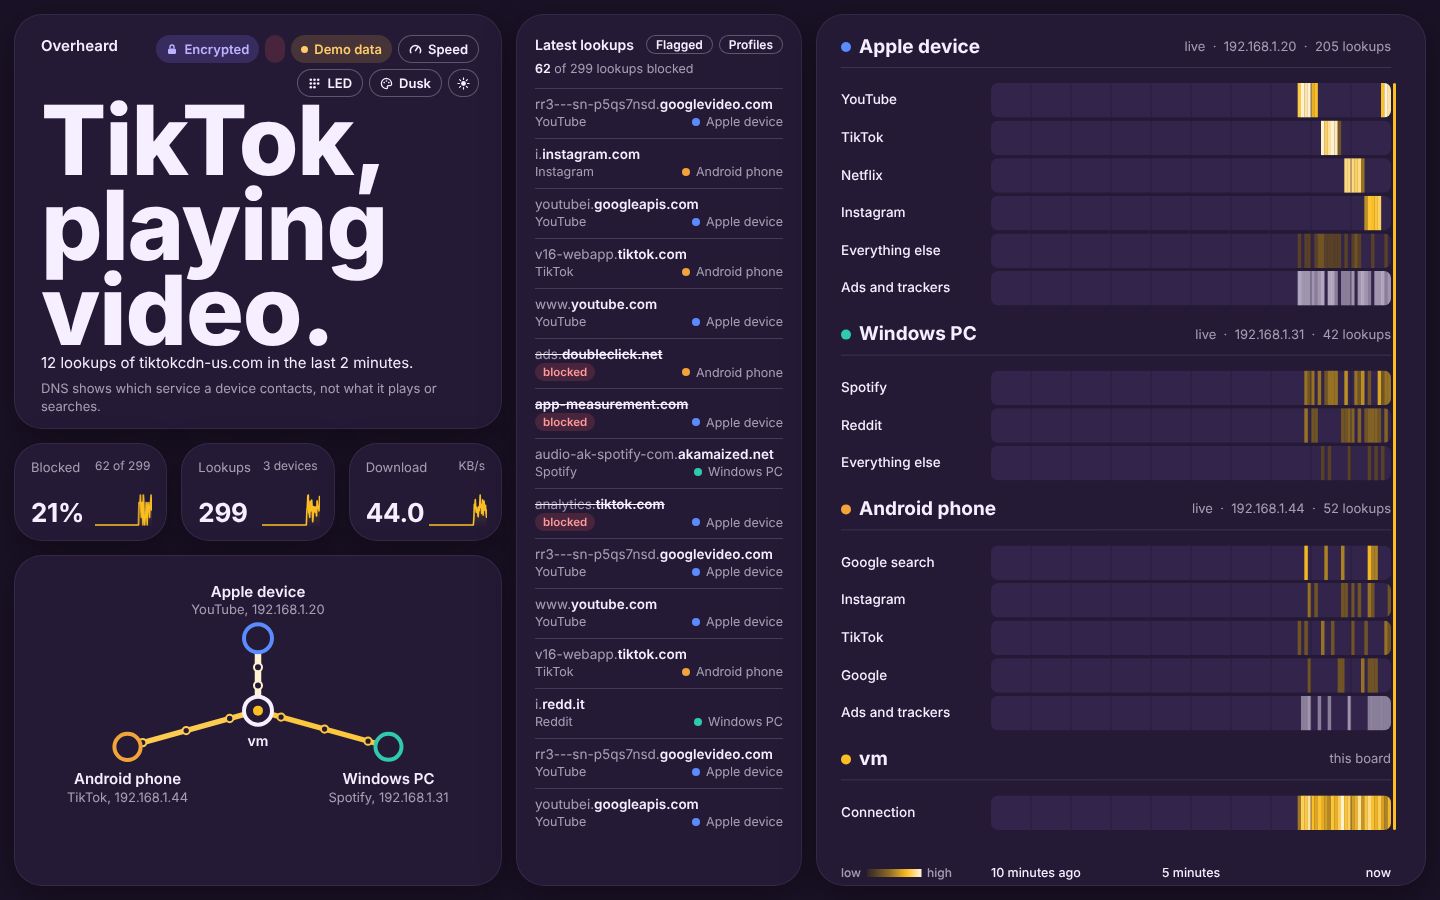 Overheard
Encrypted
Demo data
Speed
LED
Dusk
TikTok,
playing
video.
12 lookups of tiktokcdn-us.com in the last 2 minutes.
DNS shows which service a device contacts, not what it plays or
searches.
Blocked 62 of 299
21%
Lookups 3 devices
299
Download KB/s
44.0
Apple device
YouTube, 192.168.1.20
vm
Android phone
TikTok, 192.168.1.44
Windows PC
Spotify, 192.168.1.31
Latest lookups Flagged Profiles
62 of 299 lookups blocked
rr3---sn-p5qs7nsd.googlevideo.com
YouTube Apple device
i.instagram.com
Instagram Android phone
youtubei.googleapis.com
YouTube Apple device
v16-webapp.tiktok.com
TikTok Android phone
www.youtube.com
YouTube Apple device
ads.doubleclick.net
blocked Android phone
app-measurement.com
blocked Apple device
audio-ak-spotify-com.akamaized.net
Spotify Windows PC
analytics.tiktok.com
blocked Apple device
rr3---sn-p5qs7nsd.googlevideo.com
YouTube Apple device
www.youtube.com
YouTube Apple device
v16-webapp.tiktok.com
TikTok Android phone
i.redd.it
Reddit Windows PC
rr3---sn-p5qs7nsd.googlevideo.com
YouTube Apple device
youtubei.googleapis.com
YouTube Apple device
Apple device live · 192.168.1.20 · 205 lookups
YouTube
TikTok
Netflix
Instagram
Everything else
Ads and trackers
Windows PC live · 192.168.1.31 · 42 lookups
Spotify
Reddit
Everything else
Android phone live · 192.168.1.44 · 52 lookups
Google search
Instagram
TikTok
Google
Ads and trackers
vm this board
Connection
low high 10 minutes ago 5 minutes now